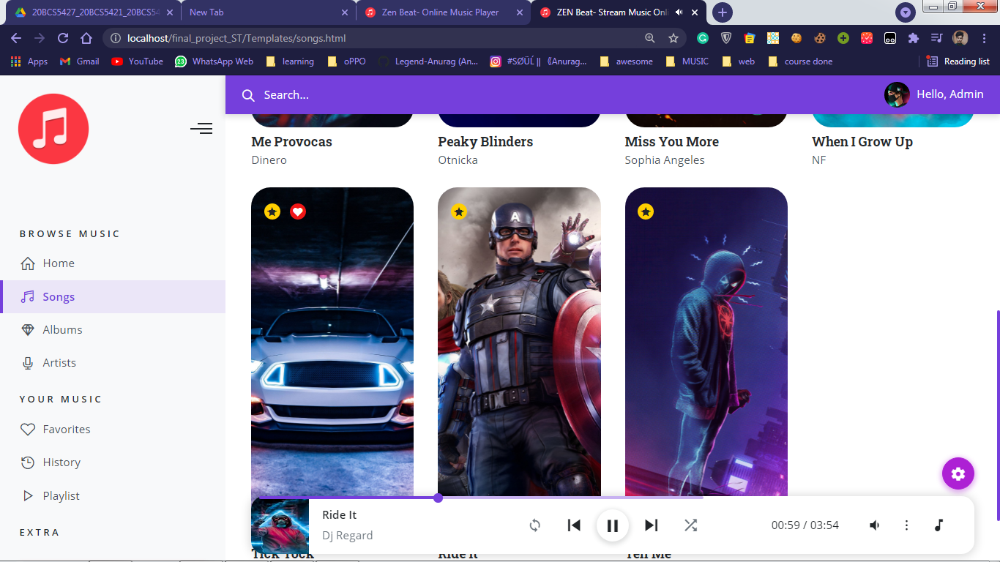 20BCS5427_20BCS5421_20BCS54
New Tab
Zen Beat- Online Music Player
ZEN Beat- Stream Music Onli
localhost/final_project_ST/Templates/songs.html
Apps
Gmail
YouTube
23
WhatsApp Web
learning
oPPO
Legend-Anurag (An...
#SØÜĹ || 《Anurag...
awesome
MUSIC
web
course done
Reading list
Search...
Hello, Admin
BROWSE MUSIC
Home
Songs
Albums
Artists
YOUR MUSIC
Favorites
History
Playlist
EXTRA
Me Provocas
Dinero
Peaky Blinders
Otnicka
Miss You More
Sophia Angeles
When I Grow Up
NF
A
Ride It
Dj Regard
00:59 / 03:54
Tick Tock
Ride It
Tell Me